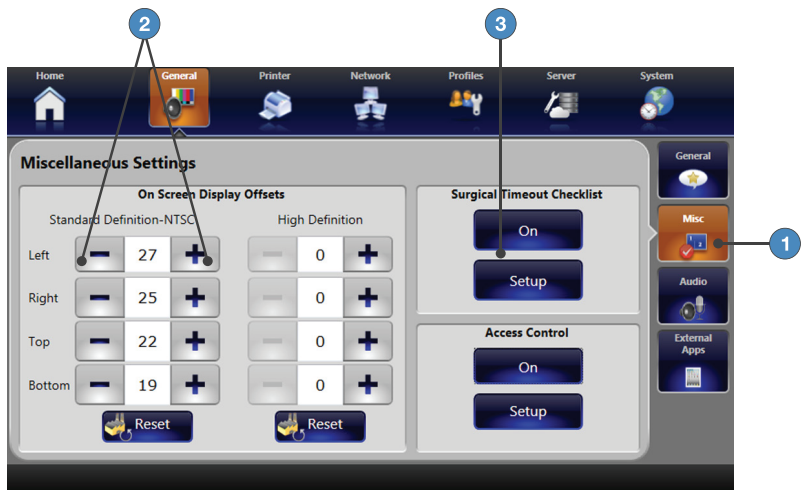 2
3
Home General Printer Network Profiles Server System
Miscellaneous Settings
General
On Screen Display Offsets
Surgical Timeout Checklist
Standard Definition-NTSC High Definition
On
Misc
1 2
1
Left 27 0
Setup
Audio
Right 25 0
Top 22 0
Access Control
External
Apps
On
Bottom 19 0
Setup
Reset Reset